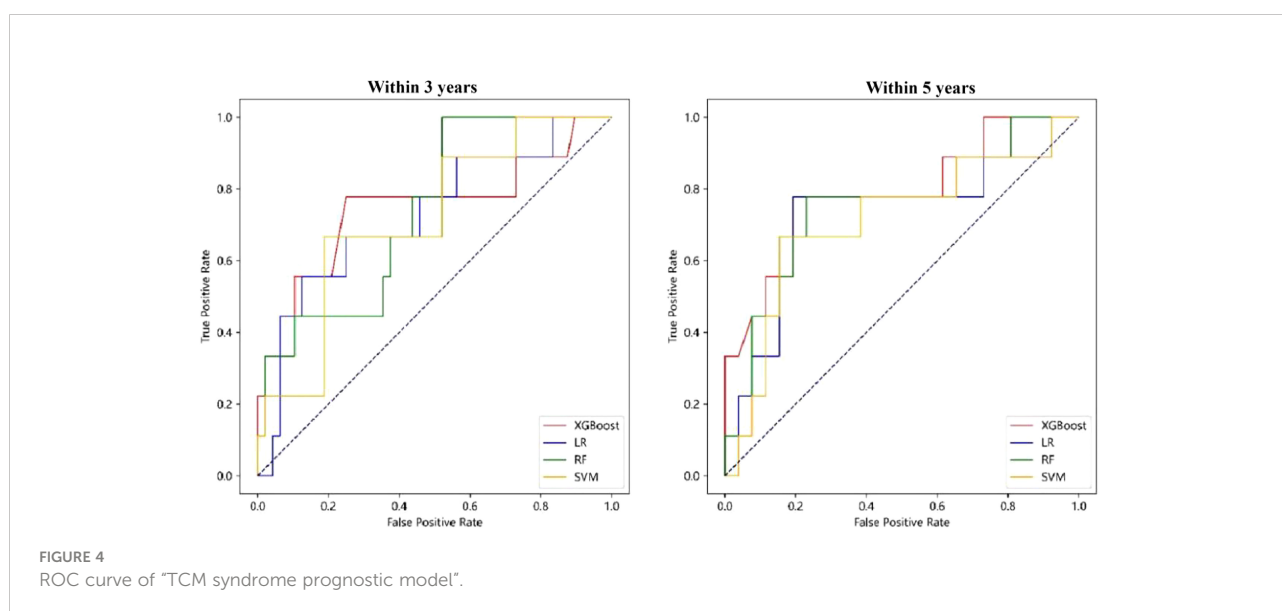 Within 3 years
1.0
0.8
0.6
0.4
0.2
0.0
True Positive Rate
0.0 0.2 0.4 0.6 0.8 1.0
False Positive Rate
XGBoost
LR
RF
SVM
Within 5 years
1.0
0.8
0.6
0.4
0.2
0.0
True Positive Rate
0.0 0.2 0.4 0.6 0.8 1.0
False Positive Rate
XGBoost
LR
RF
SVM
FIGURE 4
ROC curve of “TCM syndrome prognostic model”.